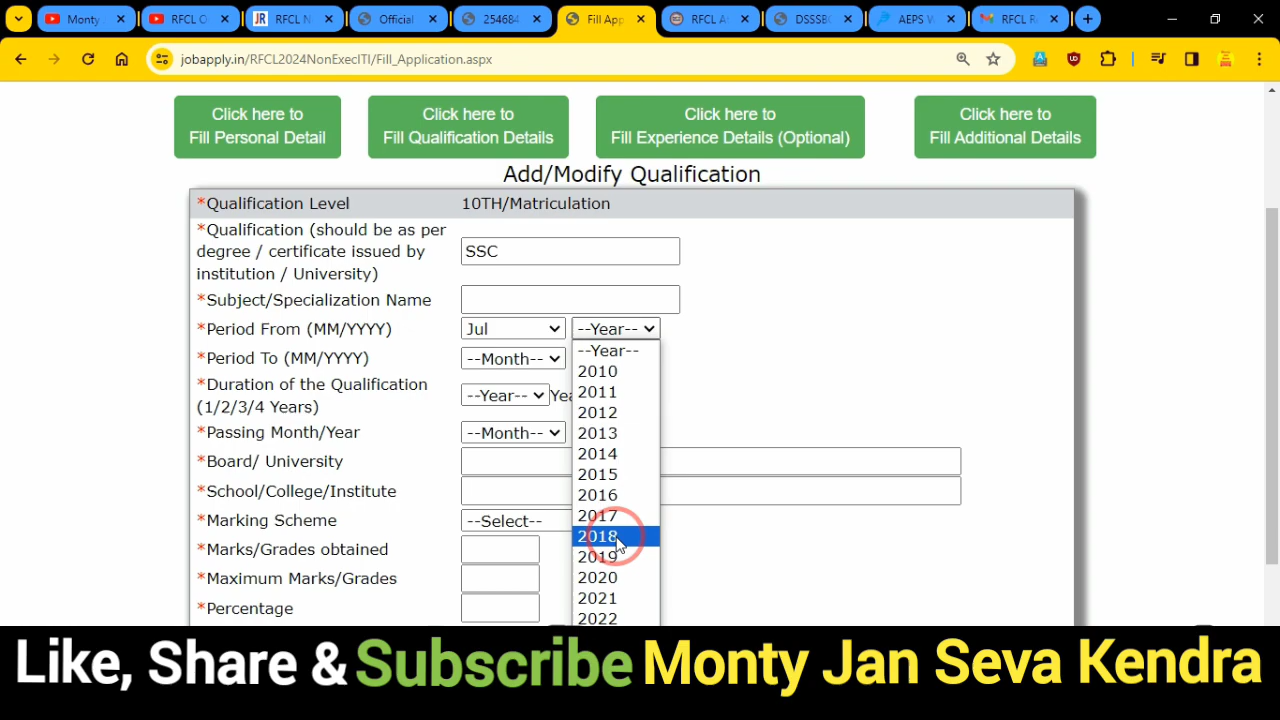 Monty
RFCL O
RFCL N
Official
254684
Fill App
RFCL A
DSSSB
AEPS W
RFCL R
jobapply.in/RFCL2024NonExecITI/Fill_Application.aspx
Click here to
Fill Personal Detail
Click here to
Fill Qualification Details
Click here to
Fill Experience Details (Optional)
Click here to
Fill Additional Details
Add/Modify Qualification
*Qualification Level 10TH/Matriculation
*Qualification (should be as per
degree / certificate issued by
institution / University)
SSC
*Subject/Specialization Name
*Period From (MM/YYYY) Jul --Year--
--Year--
2010
2011
2012
2013
2014
2015
2016
2017
2018
2019
2020
2021
2022
*Period To (MM/YYYY) --Month--
*Duration of the Qualification
(1/2/3/4 Years)
--Year-- Yea
*Passing Month/Year --Month--
*Board/ University
*School/College/Institute
*Marking Scheme --Select--
*Marks/Grades obtained
*Maximum Marks/Grades
*Percentage
Like, Share & Subscribe Monty Jan Seva Kendra